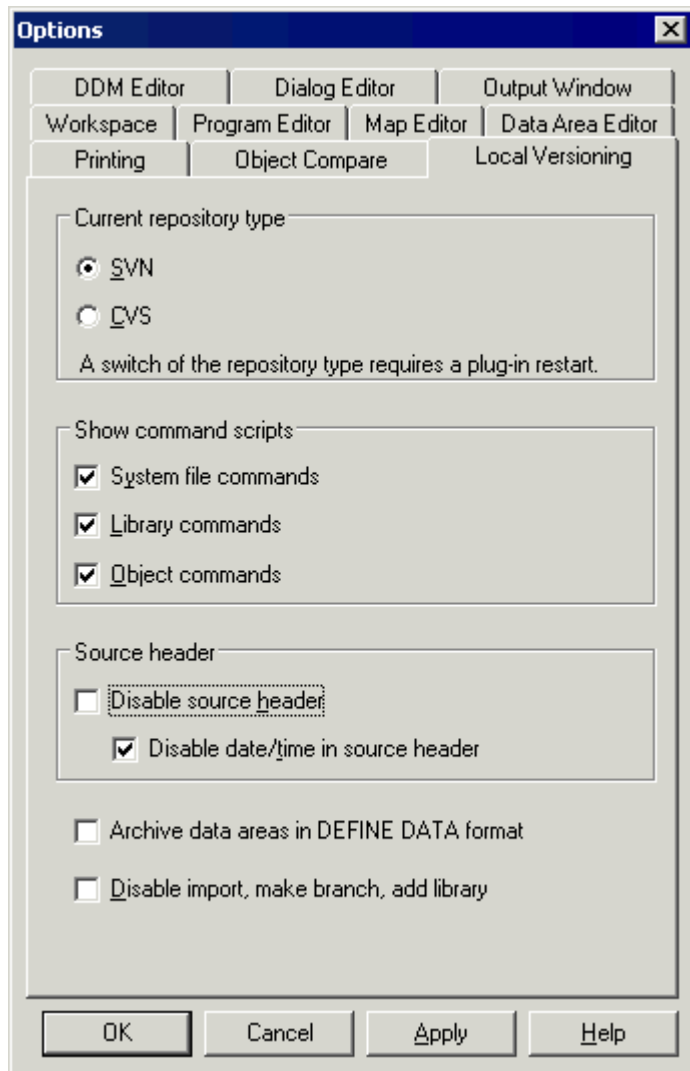 Options
DDM Editor Dialog Editor Output Window
Workspace Program Editor Map Editor Data Area Editor
Printing Object Compare Local Versioning
Current repository type
SVN
CVS
A switch of the repository type requires a plug-in restart.
Show command scripts
System file commands
Library commands
Object commands
Source header
Disable source header
Disable date/time in source header
Archive data areas in DEFINE DATA format
Disable import, make branch, add library
OK Cancel Apply Help